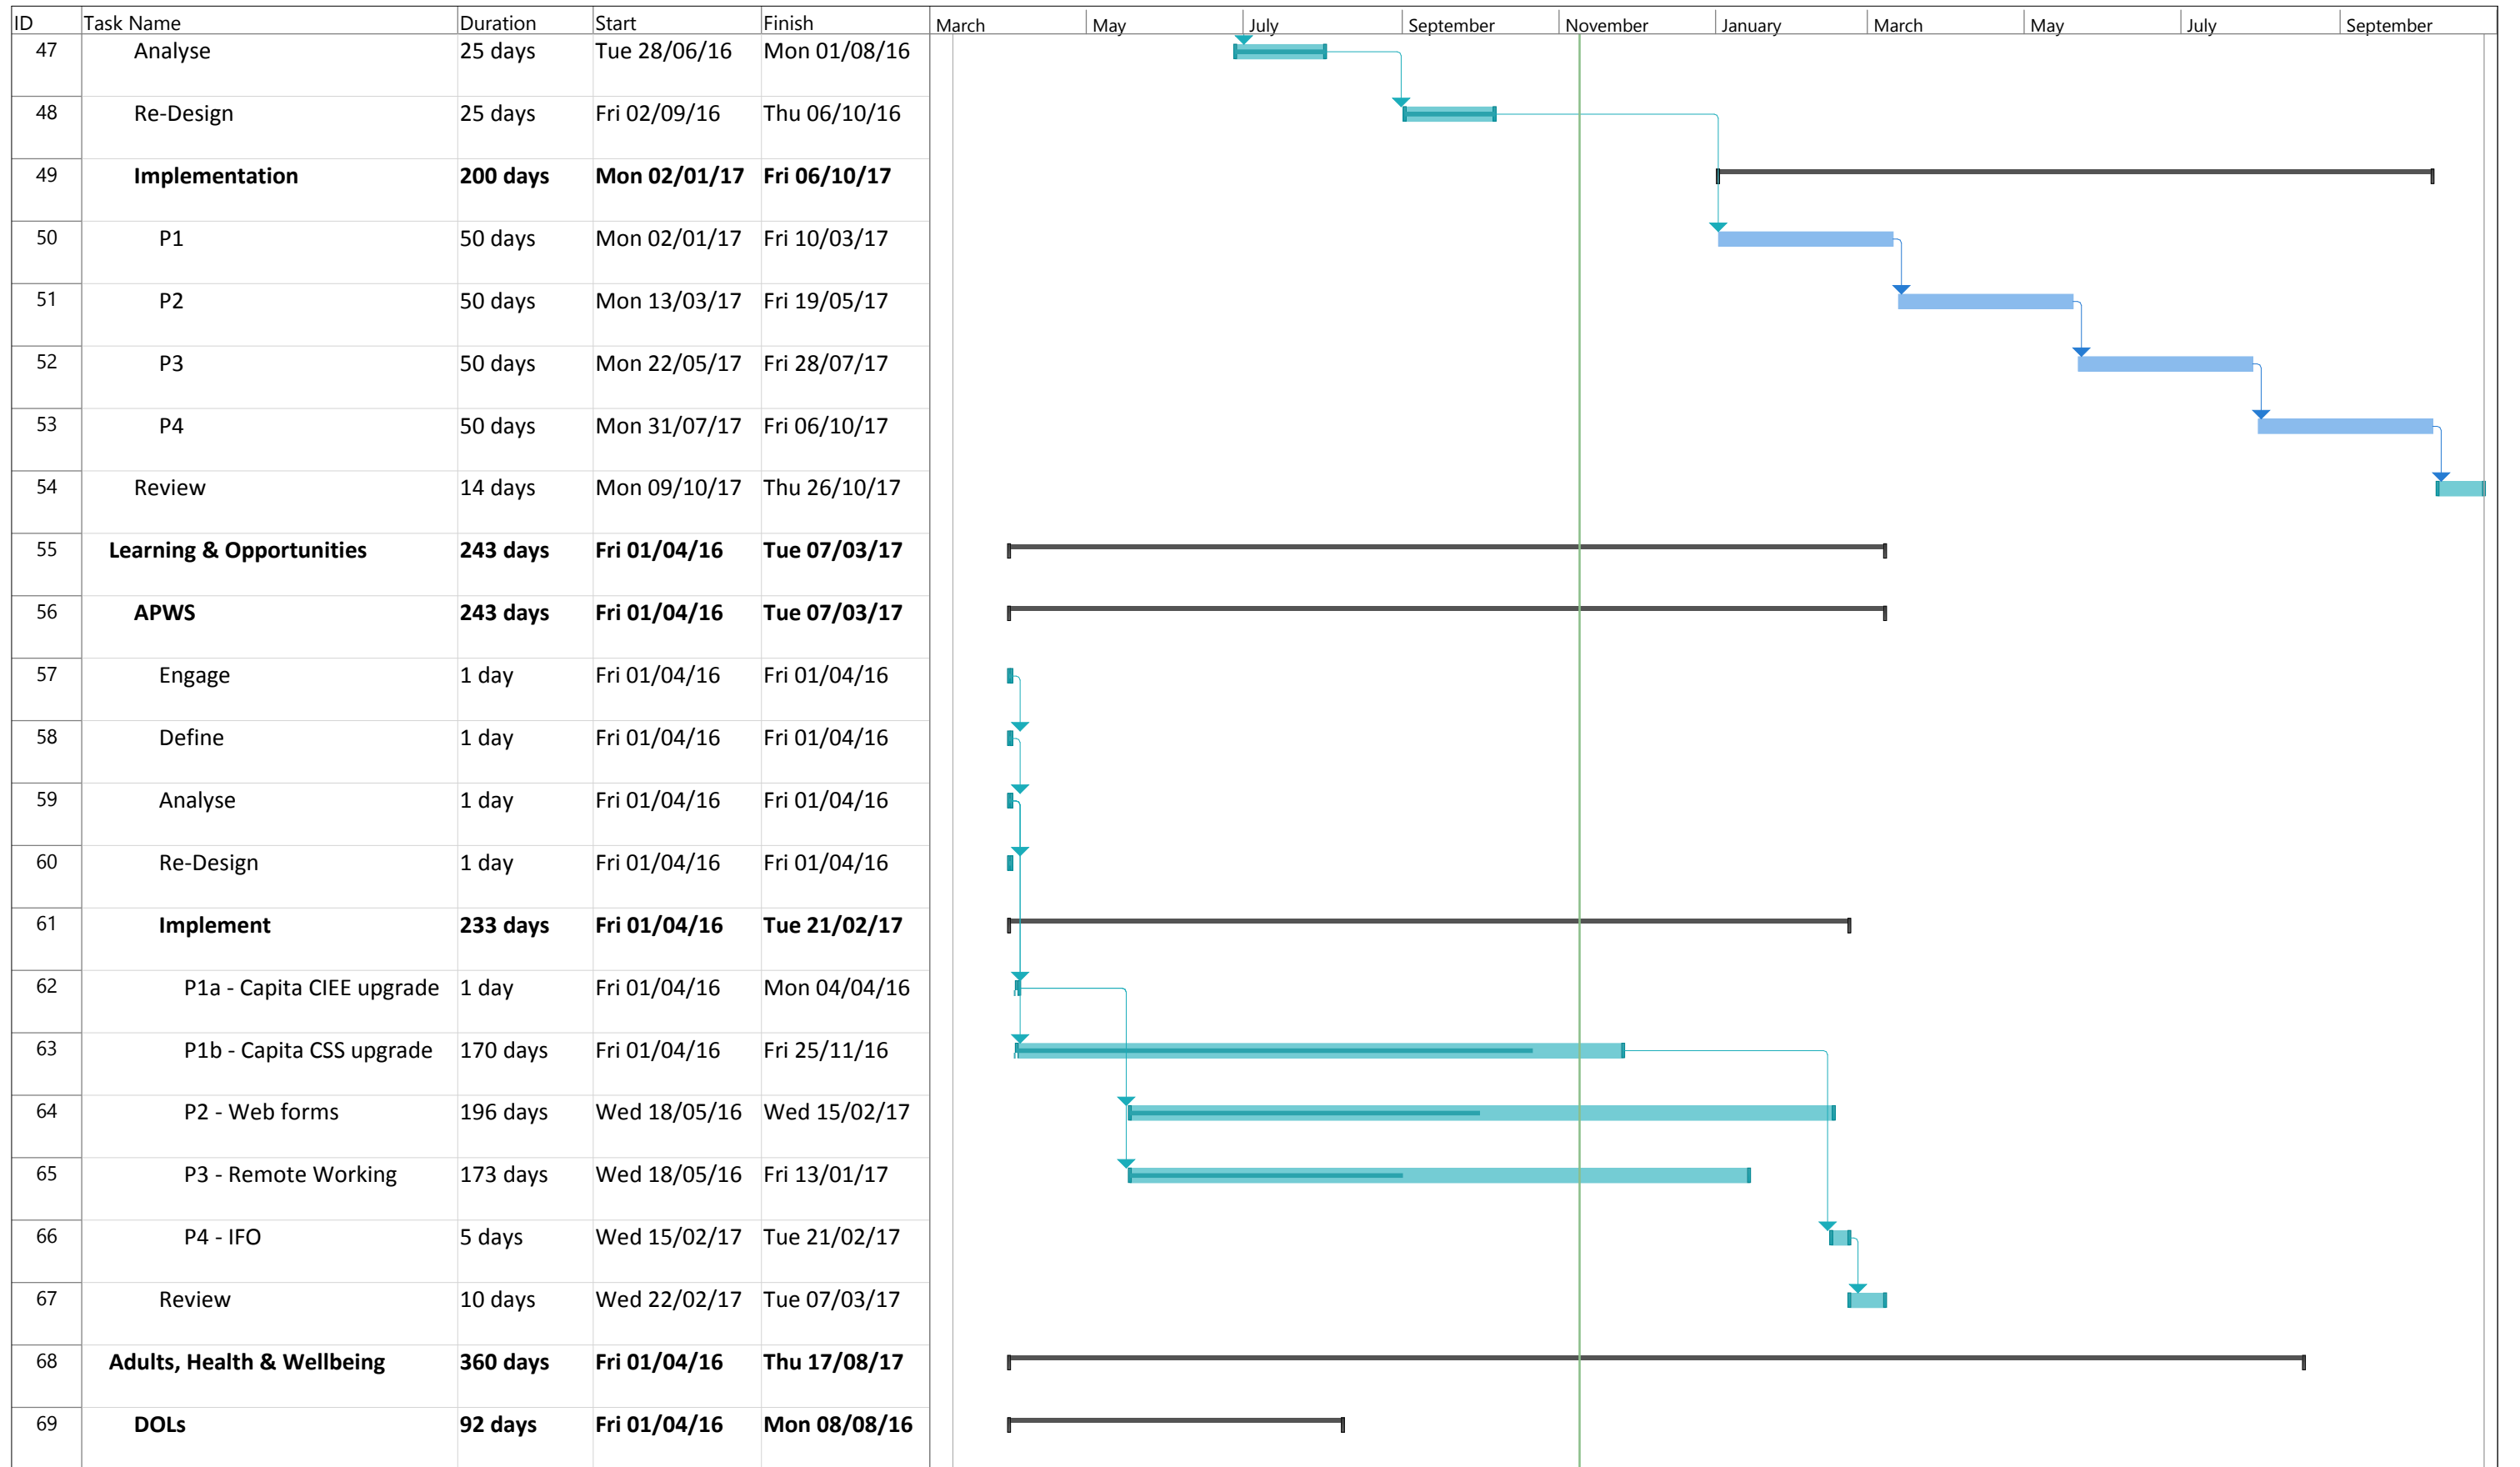 ID Task Name Duration Start Finish March May July September November January March May July September
47 Analyse 25 days Tue 28/06/16 Mon 01/08/16
48 Re-Design 25 days Fri 02/09/16 Thu 06/10/16
49 Implementation 200 days Mon 02/01/17 Fri 06/10/17
50 P1 50 days Mon 02/01/17 Fri 10/03/17
51 P2 50 days Mon 13/03/17 Fri 19/05/17
52 P3 50 days Mon 22/05/17 Fri 28/07/17
53 P4 50 days Mon 31/07/17 Fri 06/10/17
54 Review 14 days Mon 09/10/17 Thu 26/10/17
55 Learning & Opportunities 243 days Fri 01/04/16 Tue 07/03/17
56 APWS 243 days Fri 01/04/16 Tue 07/03/17
57 Engage 1 day Fri 01/04/16 Fri 01/04/16
58 Define 1 day Fri 01/04/16 Fri 01/04/16
59 Analyse 1 day Fri 01/04/16 Fri 01/04/16
60 Re-Design 1 day Fri 01/04/16 Fri 01/04/16
61 Implement 233 days Fri 01/04/16 Tue 21/02/17
62 P1a - Capita CIEE upgrade 1 day Fri 01/04/16 Mon 04/04/16
63 P1b - Capita CSS upgrade 170 days Fri 01/04/16 Fri 25/11/16
64 P2 - Web forms 196 days Wed 18/05/16 Wed 15/02/17
65 P3 - Remote Working 173 days Wed 18/05/16 Fri 13/01/17
66 P4 - IFO 5 days Wed 15/02/17 Tue 21/02/17
67 Review 10 days Wed 22/02/17 Tue 07/03/17
68 Adults, Health & Wellbeing 360 days Fri 01/04/16 Thu 17/08/17
69 DOLs 92 days Fri 01/04/16 Mon 08/08/16